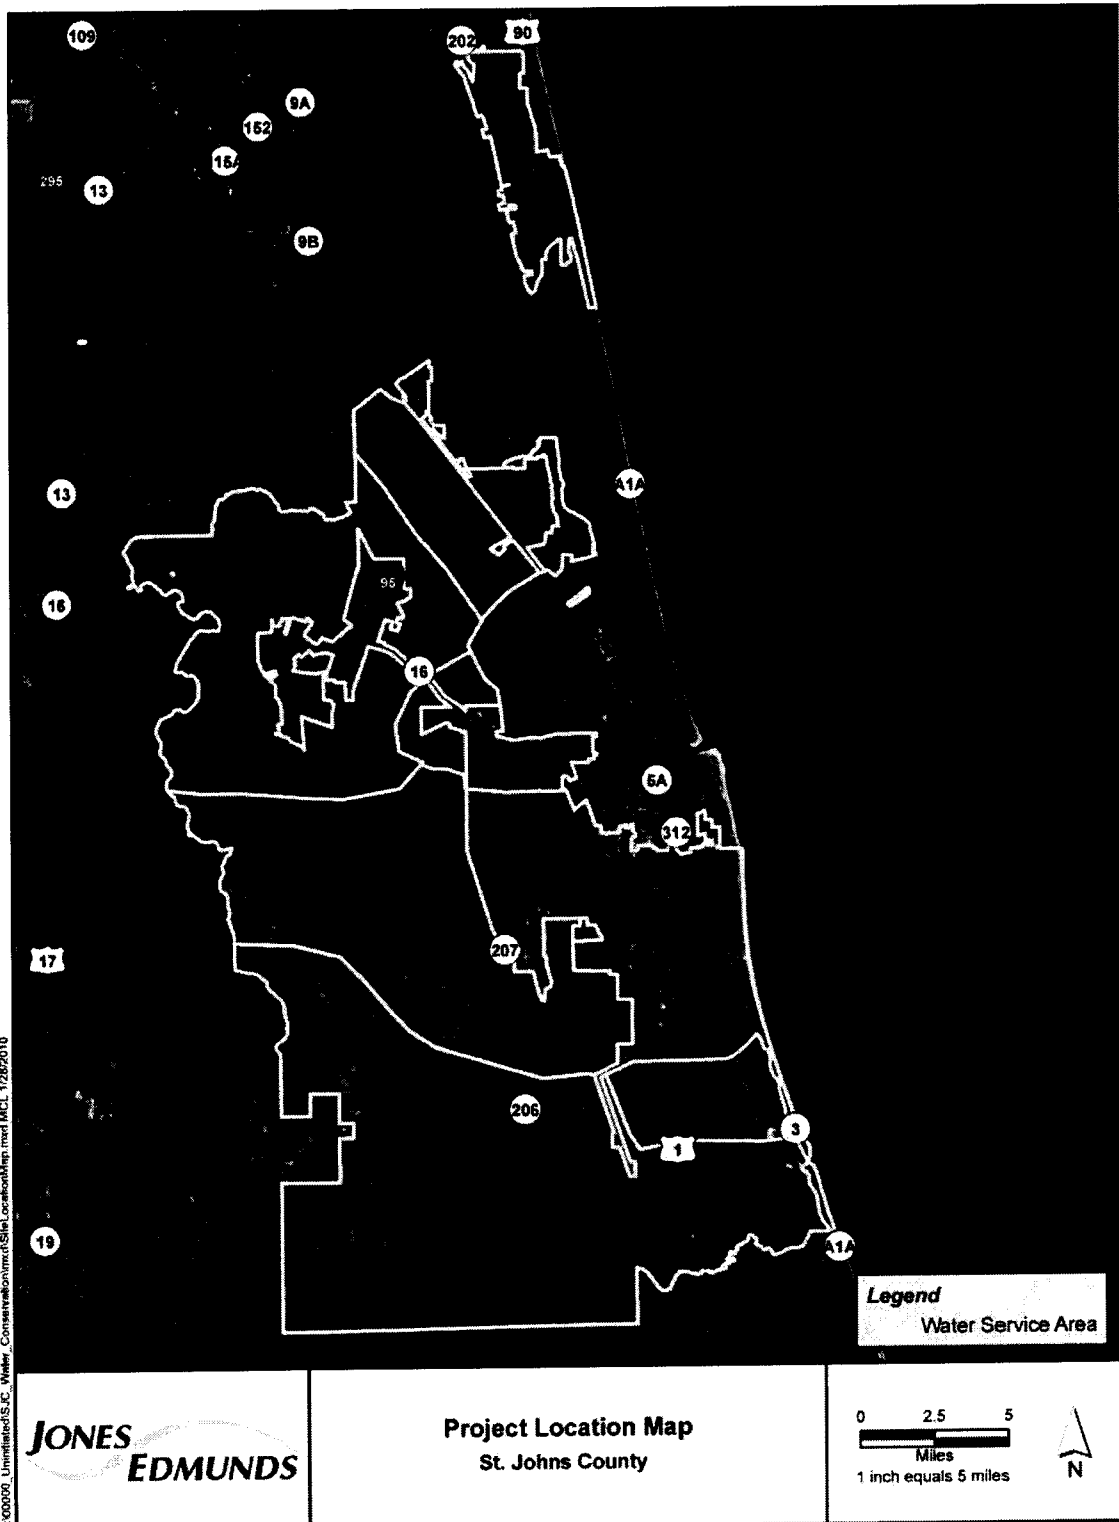 109
202
90
9A
152
15A
295
13
9B
A1A
13
95
16
16
5A
312
207
17
206
3
1
19
A1A
Legend
Water Service Area
JONES
EDMUNDS
Project Location Map
St. Johns County
0 2.5 5
Miles
1 inch equals 5 miles
N